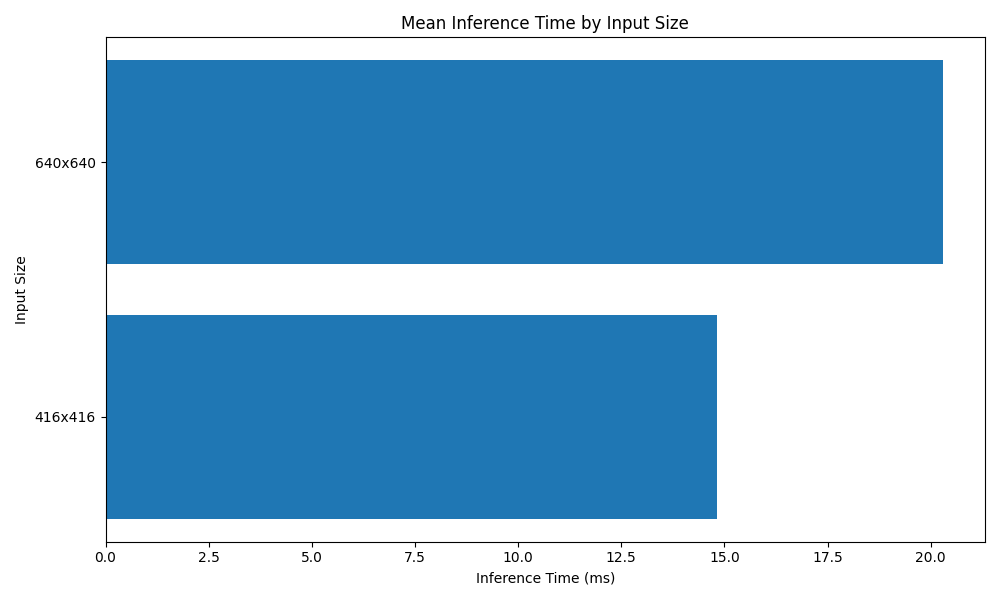 Mean Inference Time by Input Size
640x640
416x416
Input Size
0.0 2.5 5.0 7.5 10.0 12.5 15.0 17.5 20.0
Inference Time (ms)